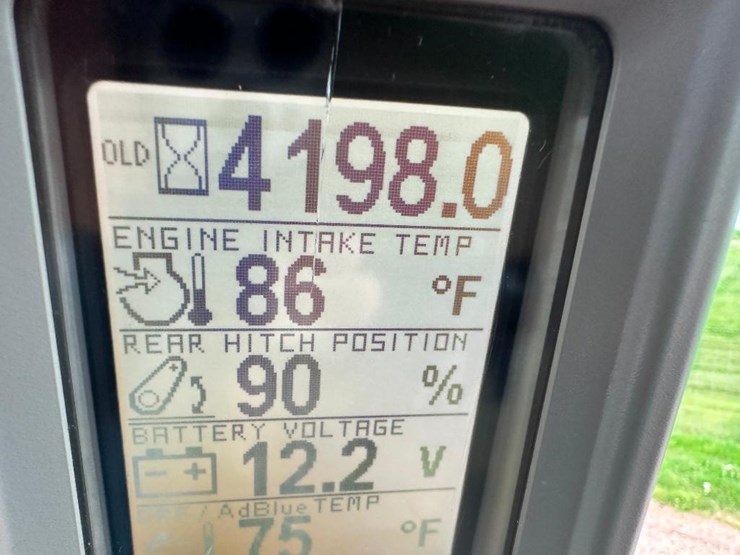 OLD 4198.0
ENGINE INTAKE TEMP
86 °F
REAR HITCH POSITION
90 %
BATTERY VOLTAGE
12.2 V
/ AdBlue TEMP
75 °F